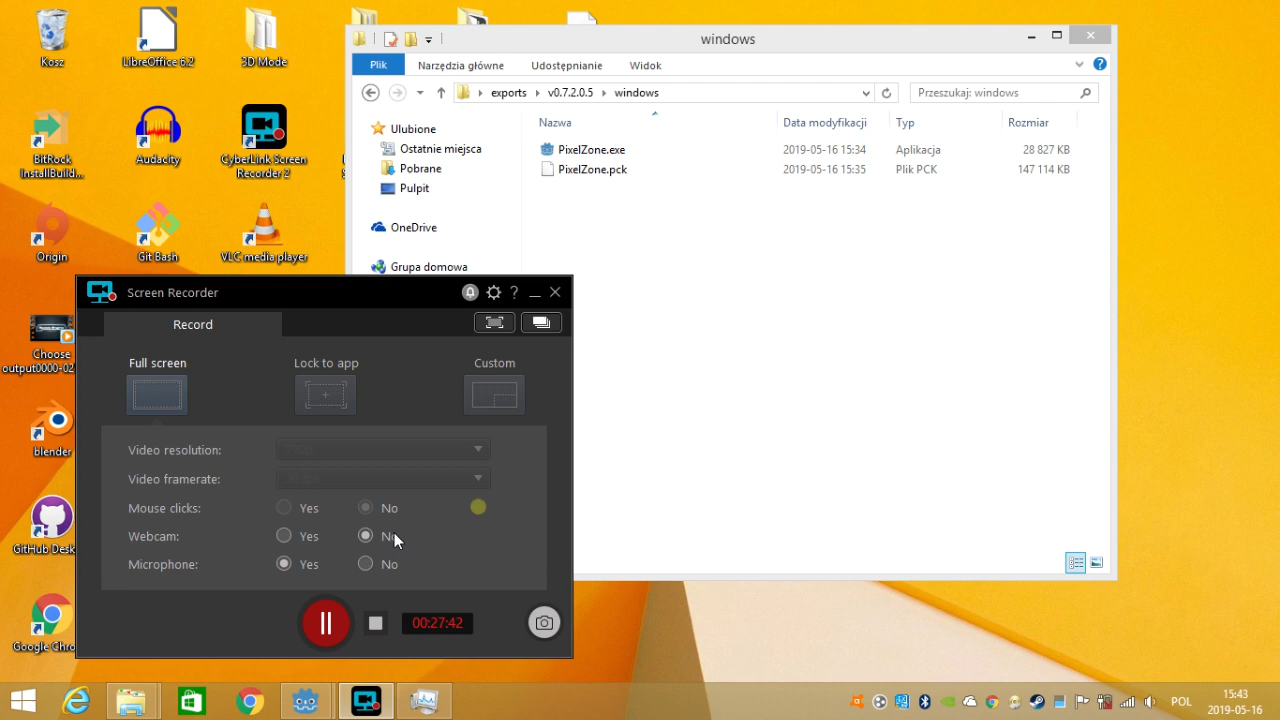 Kosz
LibreOffice 6.2
3D Mode
BitRock
InstallBuild...
Audacity
CyberLink Screen
Recorder 2
Origin
Git Bash
VLC media player
Choose
output0000-02
blender
GitHub Desk
Google Chro
windows
Plik
Narzędzia główne
Udostępnianie
Widok
exports
v0.7.2.0.5
windows
Przeszukaj: windows
Ulubione
Ostatnie miejsca
Pobrane
Pulpit
OneDrive
Grupa domowa
Nazwa
Data modyfikacji
Typ
Rozmiar
PixelZone.exe
2019-05-16 15:34
Aplikacja
28 827 KB
PixelZone.pck
2019-05-16 15:35
Plik PCK
147 114 KB
Screen Recorder
?
Record
Full screen
Lock to app
Custom
Video resolution:
Video framerate:
Mouse clicks:
Yes
No
Webcam:
Yes
No
Microphone:
Yes
No
00:27:42
POL
15:43
2019-05-16